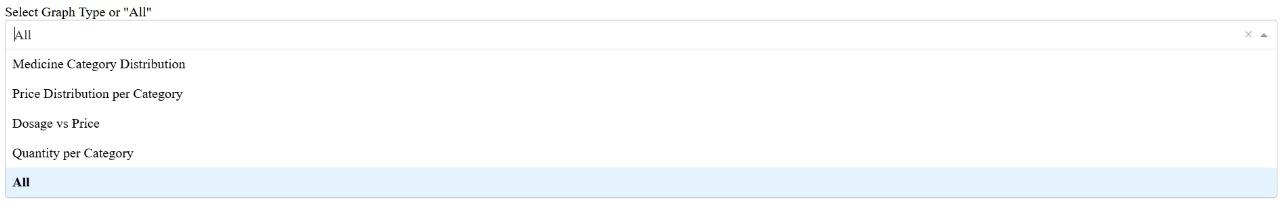 Select Graph Type or "All"
All
Medicine Category Distribution
Price Distribution per Category
Dosage vs Price
Quantity per Category
All